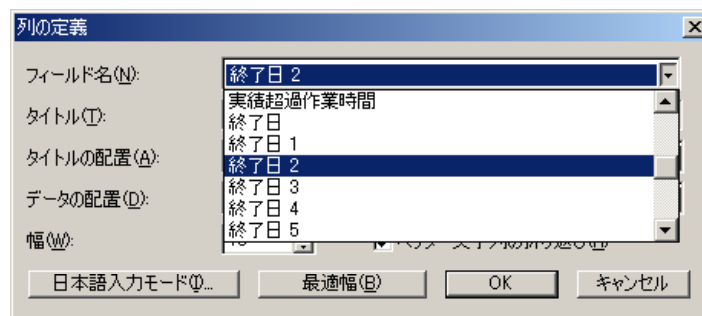 列の定義
フィールド名(N):
終了日 2
実績超過作業時間
タイトル(T):
終了日
終了日 1
タイトルの配置(A):
終了日 2
終了日 3
データの配置(D):
終了日 4
終了日 5
幅(W):
日本語入力モード(I)...
最適幅(B)
OK
キャンセル